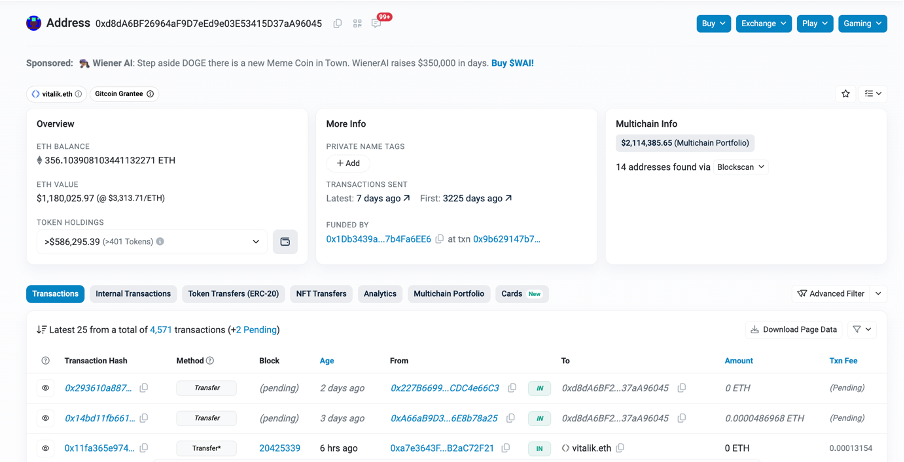 Address 0xd8dA6BF26964aF9D7eEd9e03E53415D37aA96045 99+
Buy Exchange Play Gaming
Sponsored: Wiener AI: Step aside DOGE there is a new Meme Coin in Town. WienerAI raises $350,000 in days. Buy $WAI!
vitalik.eth Gitcoin Grantee
Overview
ETH BALANCE
356.103908103441132271 ETH
ETH VALUE
$1,180,025.97 (@ $3,313.71/ETH)
TOKEN HOLDINGS
>$586,295.39 (>401 Tokens)
More Info
PRIVATE NAME TAGS
+ Add
TRANSACTIONS SENT
Latest: 7 days ago First: 3225 days ago
FUNDED BY
0x1Db3439a...7b4Fa6EE6 at txn 0x9b629147b7...
Multichain Info
$2,114,385.65 (Multichain Portfolio)
14 addresses found via Blockscan
Transactions Internal Transactions Token Transfers (ERC-20) NFT Transfers Analytics Multichain Portfolio Cards New Advanced Filter
Latest 25 from a total of 4,571 transactions (+2 Pending) Download Page Data
Transaction Hash Method Block Age From To Amount Txn Fee
0x293610a887... Transfer (pending) 2 days ago 0x227B6699...CDC4e66C3 IN 0xd8dA6BF2...37aA96045 0 ETH (Pending)
0x14bd11fb661... Transfer (pending) 3 days ago 0xA66aB9D3...6E8b78a25 IN 0xd8dA6BF2...37aA96045 0.0000486968 ETH (Pending)
0x11fa365e974... Transfer* 20425339 6 hrs ago 0xa7e3643F...B2aC72F21 IN vitalik.eth 0 ETH 0.00013154